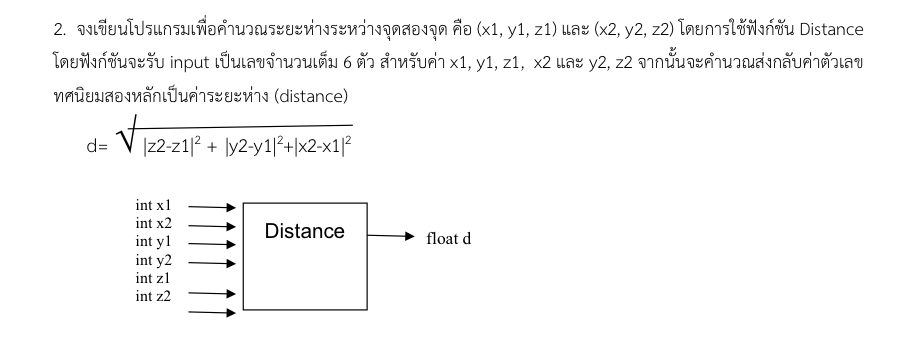 2. จงเขียนโปรแกรมเพื่อคำนวณระยะห่างระหว่างจุดสองจุด คือ (x1, y1, z1) และ (x2, y2, z2) โดยการใช้ฟังก์ชัน Distance
โดยฟังก์ชันจะรับ input เป็นเลขจำนวนเต็ม 6 ตัว สำหรับค่า x1, y1, z1, x2 และ y2, z2 จากนั้นจะคำนวณส่งกลับค่าตัวเลข
ทศนิยมสองหลักเป็นค่าระยะห่าง (distance)
d= √ |z2-z1|² + |y2-y1|²+|x2-x1|²
int x1
int x2
int y1
int y2
int z1
int z2
Distance
float d